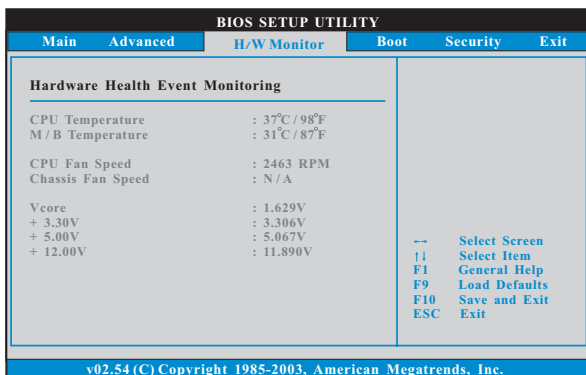 BIOS SETUP UTILITY
Main Advanced H/W Monitor Boot Security Exit
Hardware Health Event Monitoring
CPU Temperature : 37°C / 98°F
M / B Temperature : 31°C / 87°F
CPU Fan Speed : 2463 RPM
Chassis Fan Speed : N / A
Vcore : 1.629V
+ 3.30V : 3.306V
+ 5.00V : 5.067V
+ 12.00V : 11.890V
←→ Select Screen
↑↓ Select Item
F1 General Help
F9 Load Defaults
F10 Save and Exit
ESC Exit
v02.54 (C) Copyright 1985-2003, American Megatrends, Inc.